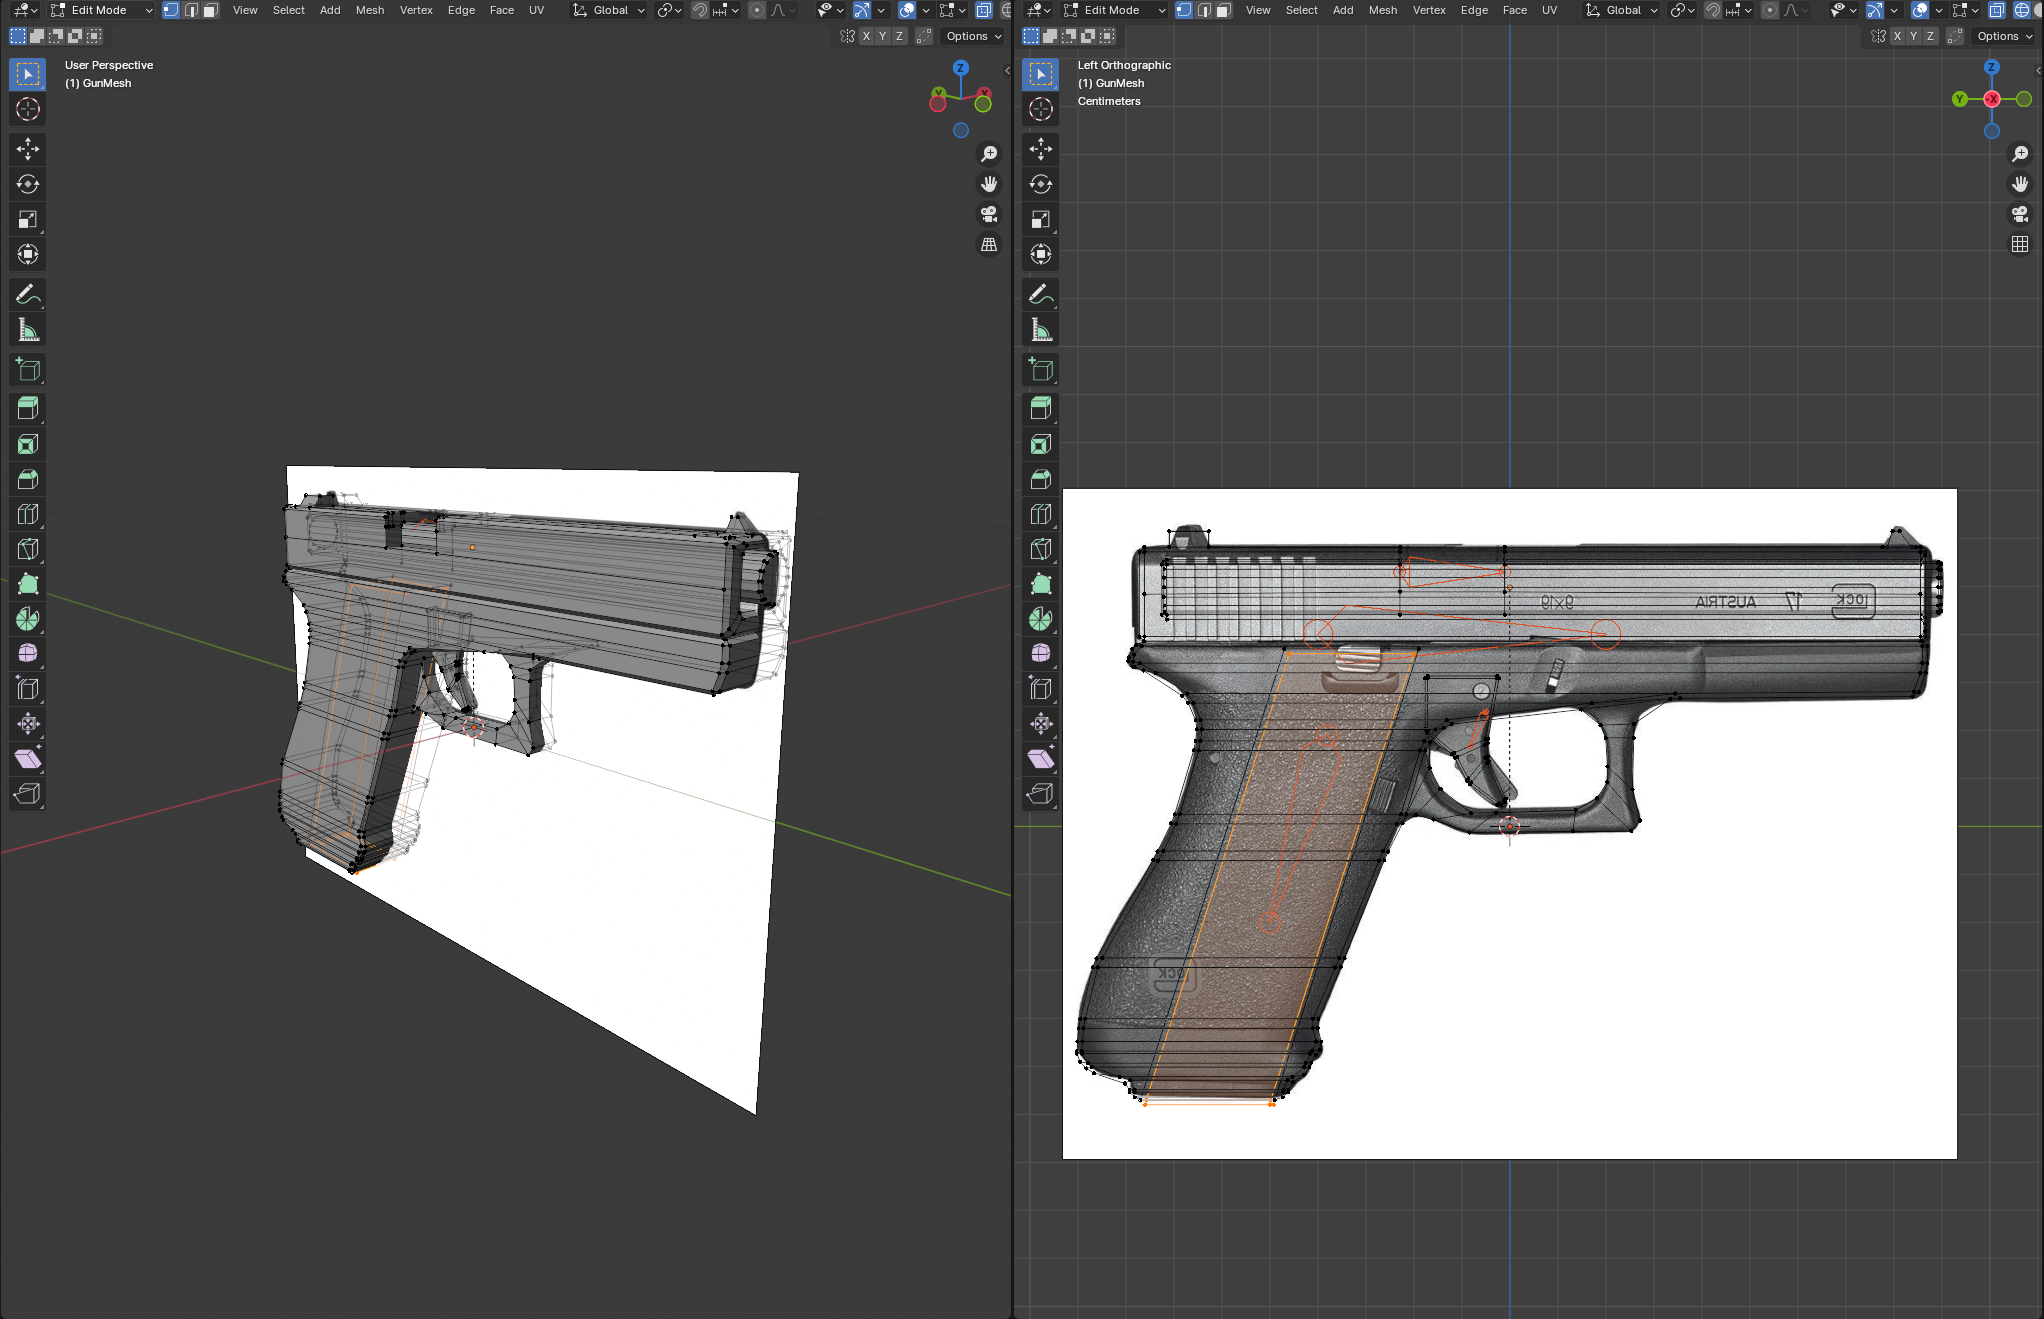 Edit Mode View Select Add Mesh Vertex Edge Face UV Global
X Y Z Options
User Perspective
(1) GunMesh
Z
Y X
Edit Mode View Select Add Mesh Vertex Edge Face UV Global
X Y Z Options
Left Orthographic
(1) GunMesh
Centimeters
Z
Y -X
9x19 AUSTRIA 17